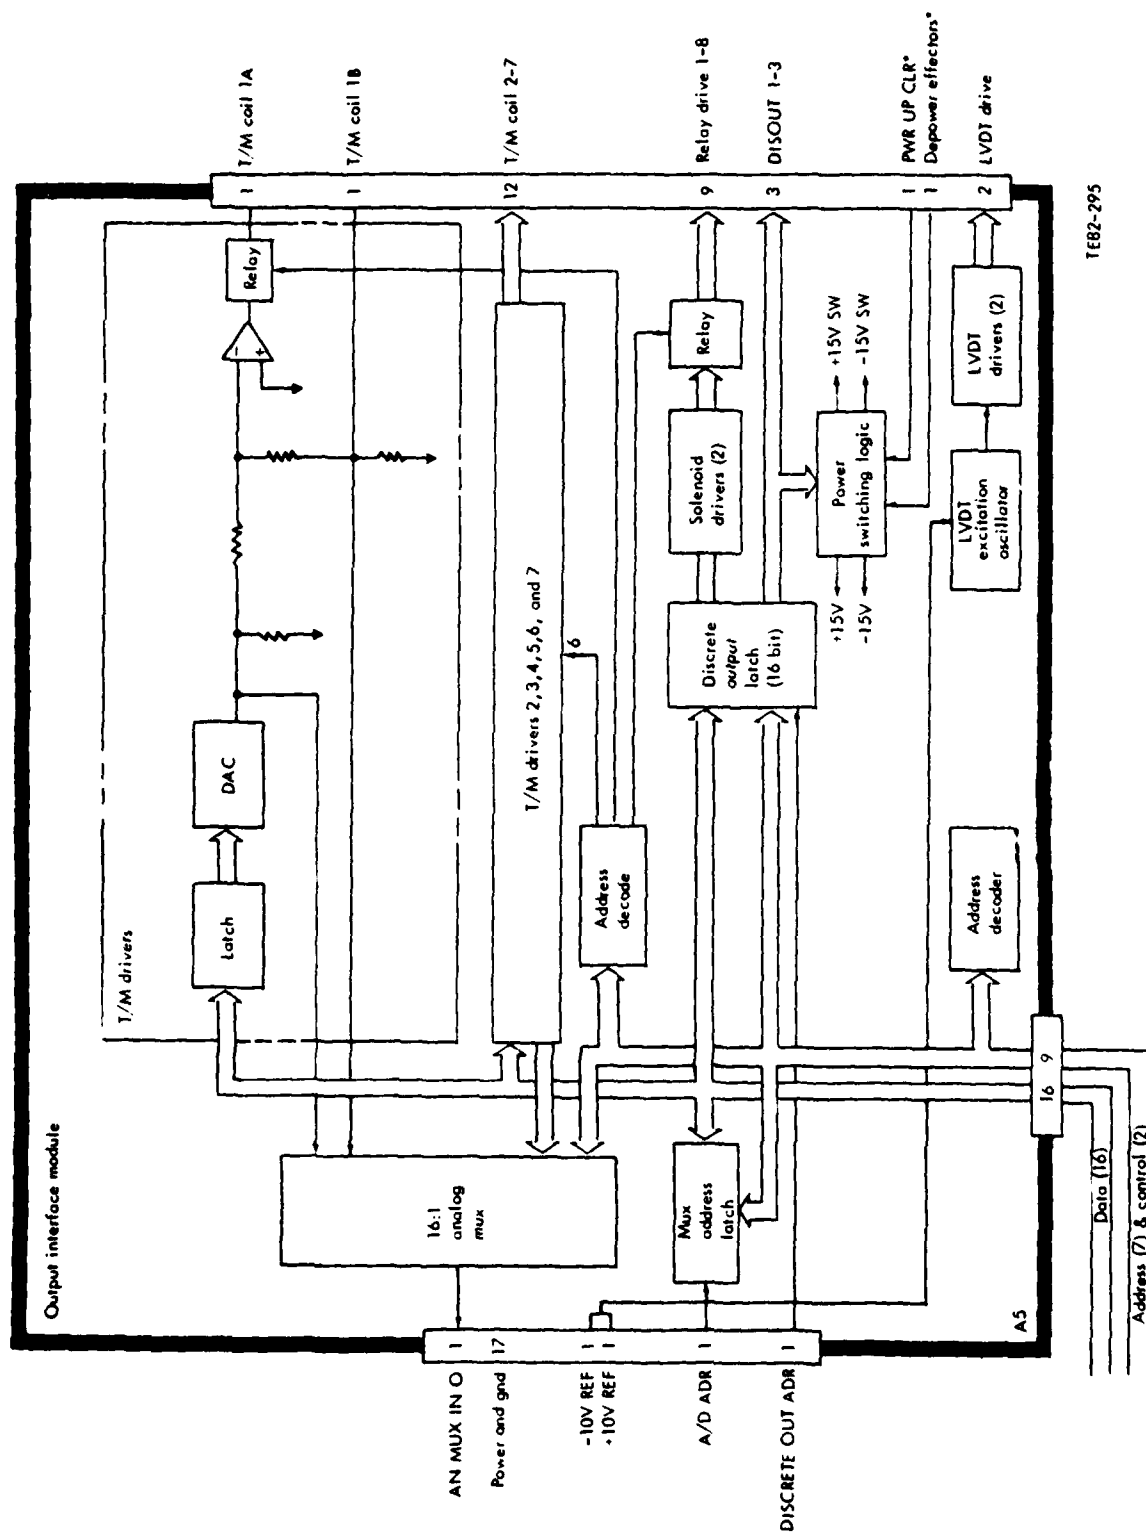 Output interface module
T/M drivers
Latch
DAC
Relay
-
+
1 T/M coil 1A
1 T/M coil 1B
12 T/M coil 2-7
T/M drivers 2,3,4,5,6, and 7
6
16:1
analog
mux
AN MUX IN O 1
Power and gnd 17
-10V REF 1
+10V REF 1
A/D ADR 1
DISCRETE OUT ADR 1
Address
decode
Mux
address
latch
Discrete
output
latch
(16 bit)
Solenoid
drivers (2)
Relay
9 Relay drive 1-8
3 DISOUT 1-3
+15V
-15V
Power
switching logic
+15V SW
-15V SW
1 PWR UP CLR*
1 Depower effectors*
2 LVDT drive
Address
decoder
LVDT
excitation
oscillator
LVDT
drivers (2)
A5
16 9
Data (16)
Address (7) & control (2)
TE82-295